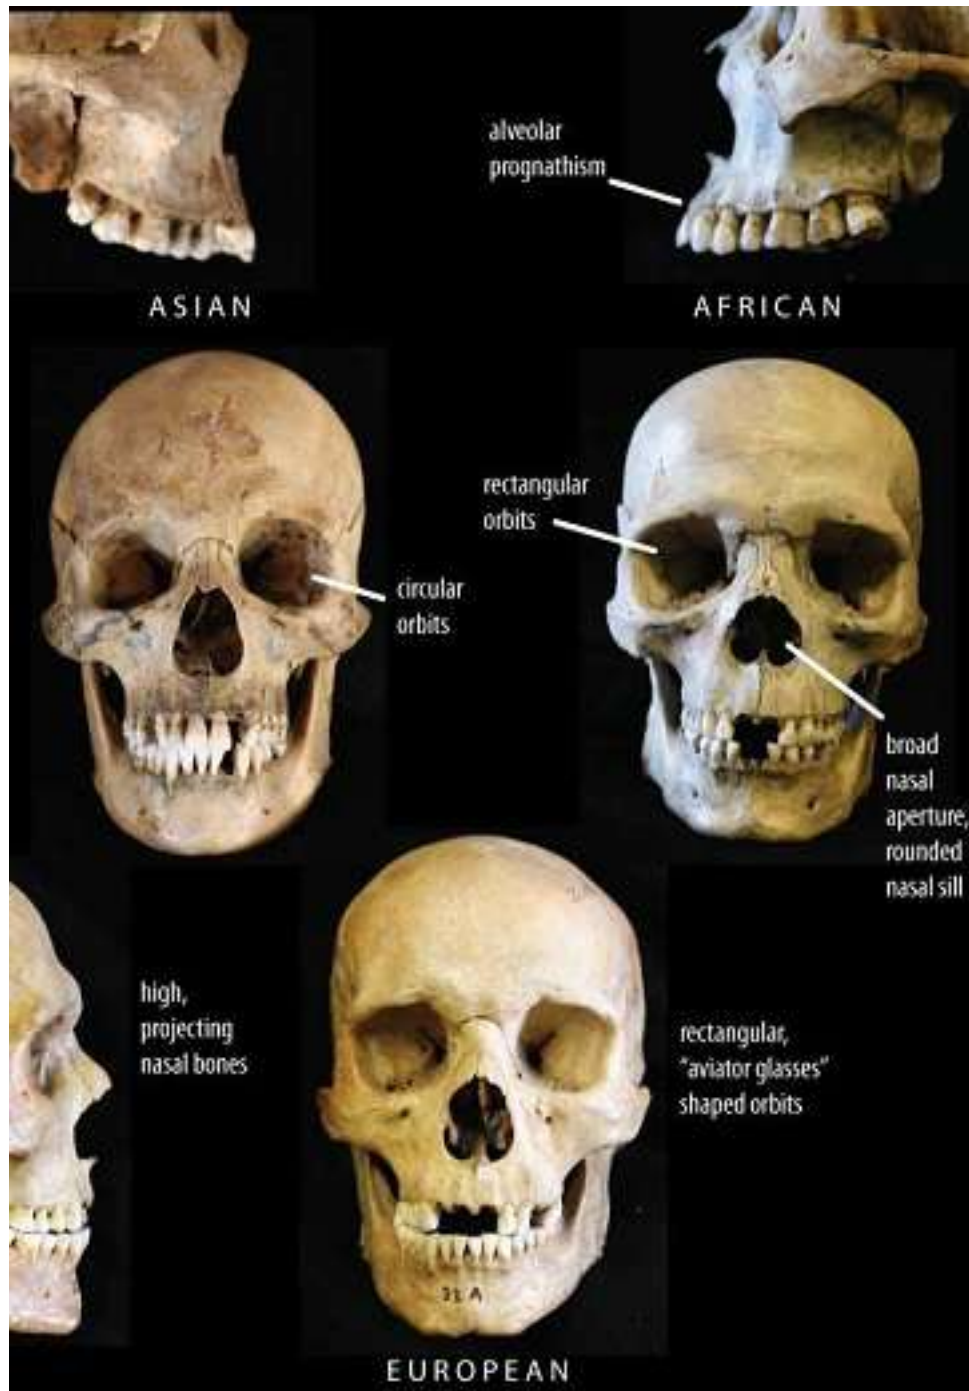 alveolar
prognathism
ASIAN
AFRICAN
rectangular
orbits
circular
orbits
broad
nasal
aperture,
rounded
nasal sill
high,
projecting
nasal bones
rectangular,
"aviator glasses"
shaped orbits
EUROPEAN